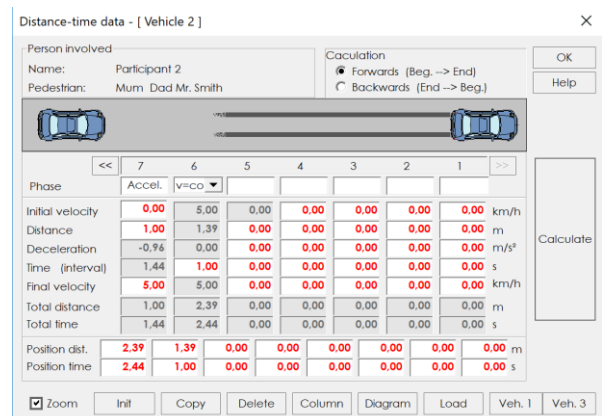 Distance-time data - [ Vehicle 2 ]
Person involved
Name: Participant 2
Pedestrian: Mum Dad Mr. Smith
Caculation
Forwards (Beg. --> End)
Backwards (End --> Beg.)
OK
Help
<< 7 6 5 4 3 2 1 >>
Phase Accel. v=co
Initial velocity 0,00 5,00 0,00 0,00 0,00 0,00 0,00 km/h
Distance 1,00 1,39 0,00 0,00 0,00 0,00 0,00 m
Deceleration -0,96 0,00 0,00 0,00 0,00 0,00 0,00 m/s²
Time (interval) 1,44 1,00 0,00 0,00 0,00 0,00 0,00 s
Final velocity 5,00 5,00 0,00 0,00 0,00 0,00 0,00 km/h
Total distance 1,00 2,39 0,00 0,00 0,00 0,00 0,00 m
Total time 1,44 2,44 0,00 0,00 0,00 0,00 0,00 s
Position dist. 2,39 1,39 0,00 0,00 0,00 0,00 0,00 m
Position time 2,44 1,00 0,00 0,00 0,00 0,00 0,00 s
Calculate
Zoom Init Copy Delete Column Diagram Load Veh. 1 Veh. 3